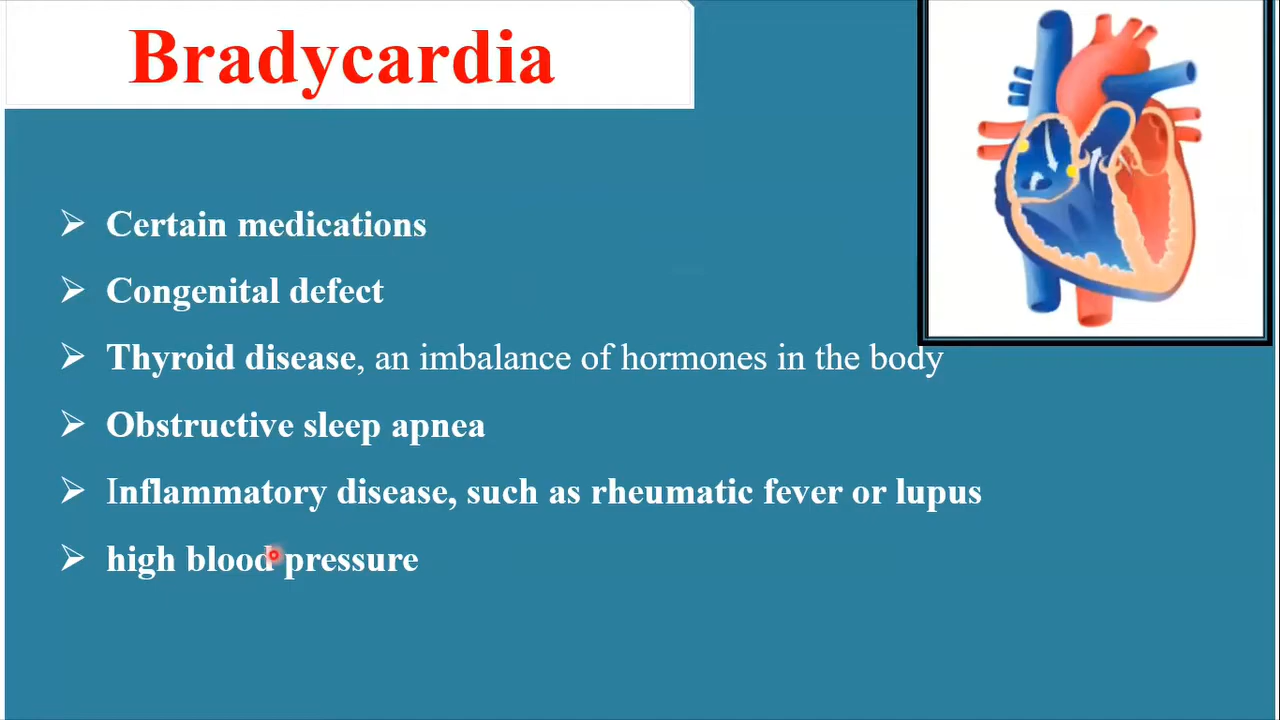 Bradycardia
➢ Certain medications
➢ Congenital defect
➢ Thyroid disease, an imbalance of hormones in the body
➢ Obstructive sleep apnea
➢ Inflammatory disease, such as rheumatic fever or lupus
➢ high blood pressure